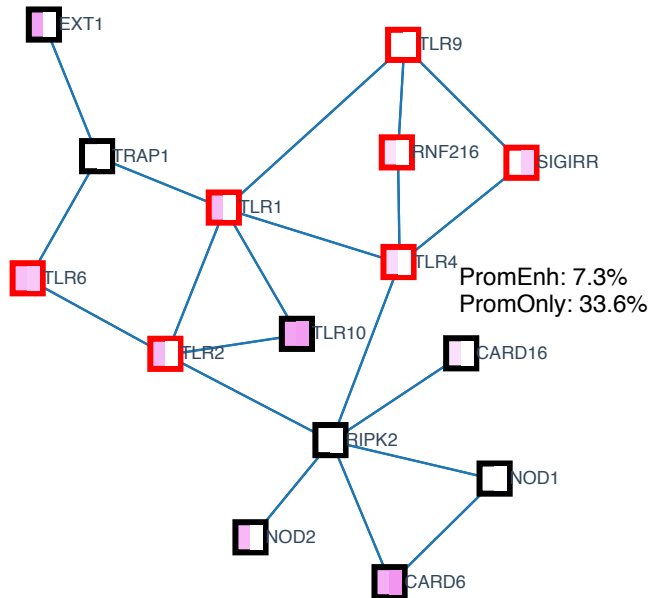 EXT1
TLR9
TRAP1
RNF216
SIGIRR
TLR1
TLR6
TLR4
PromEnh: 7.3%
PromOnly: 33.6%
TLR10
TLR2
CARD16
RIPK2
NOD1
NOD2
CARD6